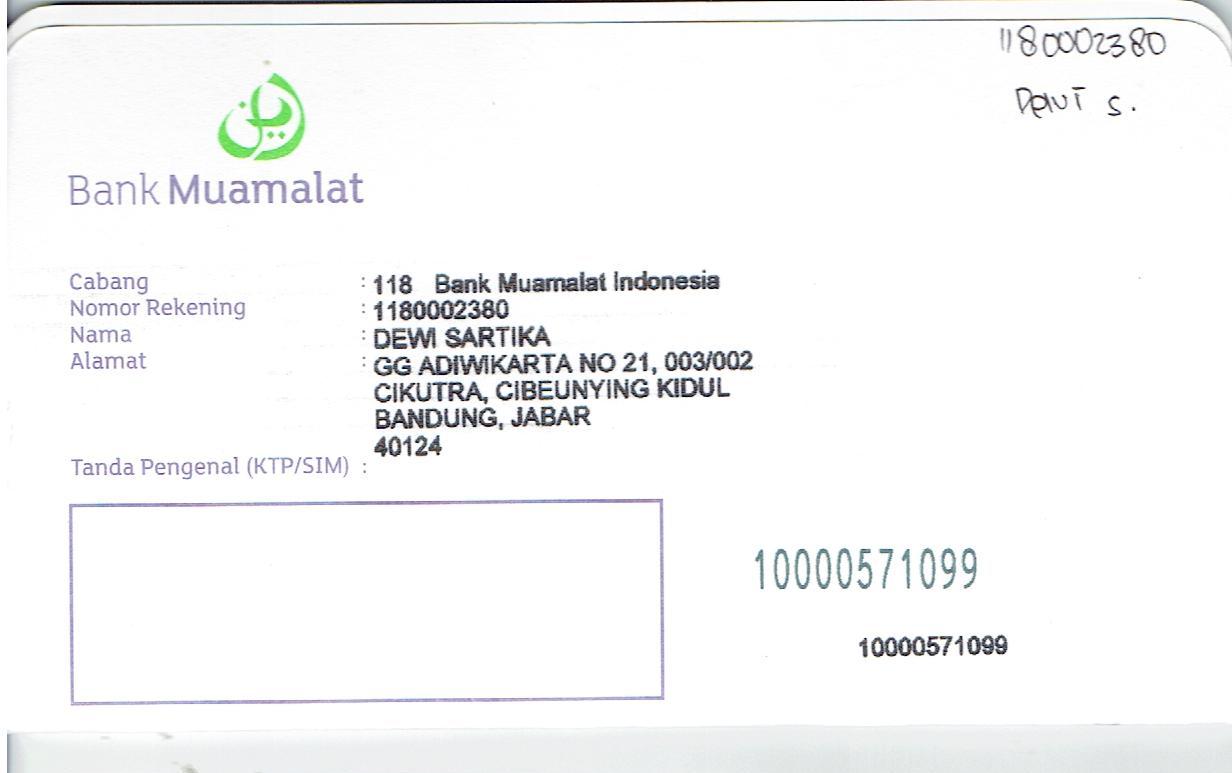 1180002380
Dewi S.
Bank Muamalat
Cabang : 118 Bank Muamalat Indonesia
Nomor Rekening : 1180002380
Nama : DEWI SARTIKA
Alamat : GG ADIWIKARTA NO 21, 003/002
CIKUTRA, CIBEUNYING KIDUL
BANDUNG, JABAR
40124
Tanda Pengenal (KTP/SIM) :
10000571099
10000571099